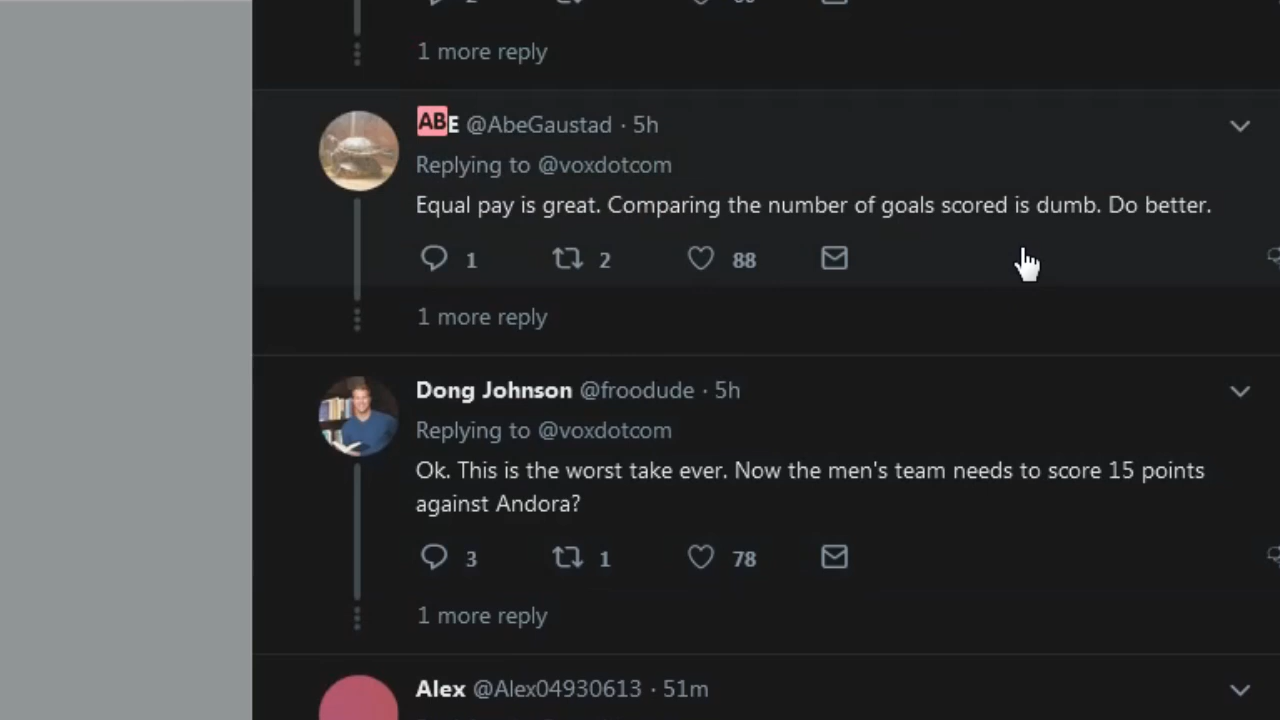 1 more reply
ABE @AbeGaustad · 5h
Replying to @voxdotcom
Equal pay is great. Comparing the number of goals scored is dumb. Do better.
1 2 88
1 more reply
Dong Johnson @froodude · 5h
Replying to @voxdotcom
Ok. This is the worst take ever. Now the men's team needs to score 15 points
against Andora?
3 1 78
1 more reply
Alex @Alex04930613 · 51m